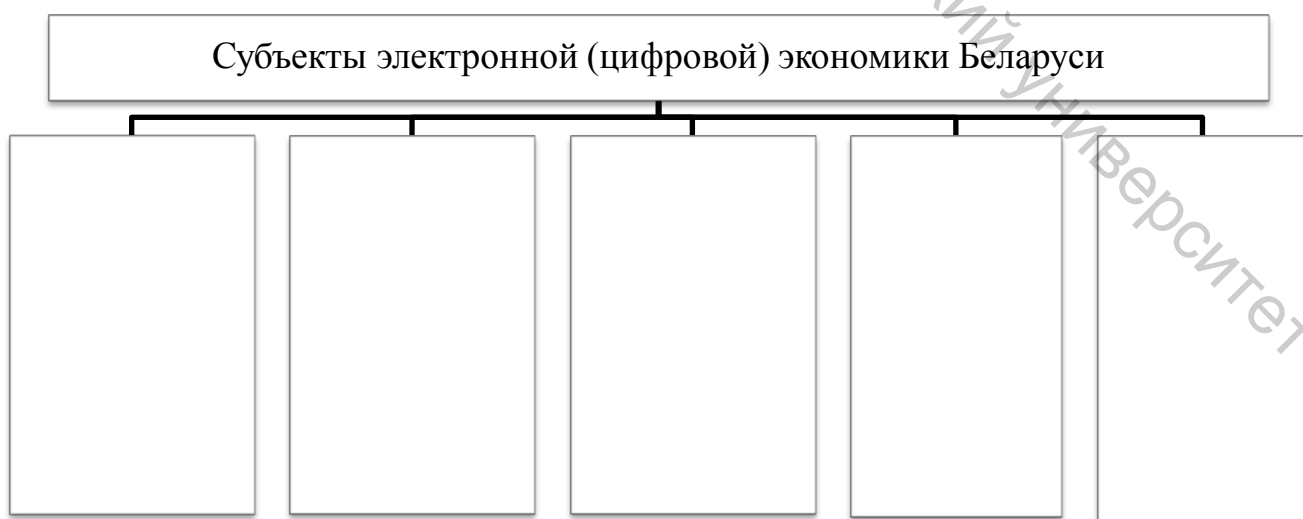 Субъекты электронной (цифровой) экономики Беларуси
университет